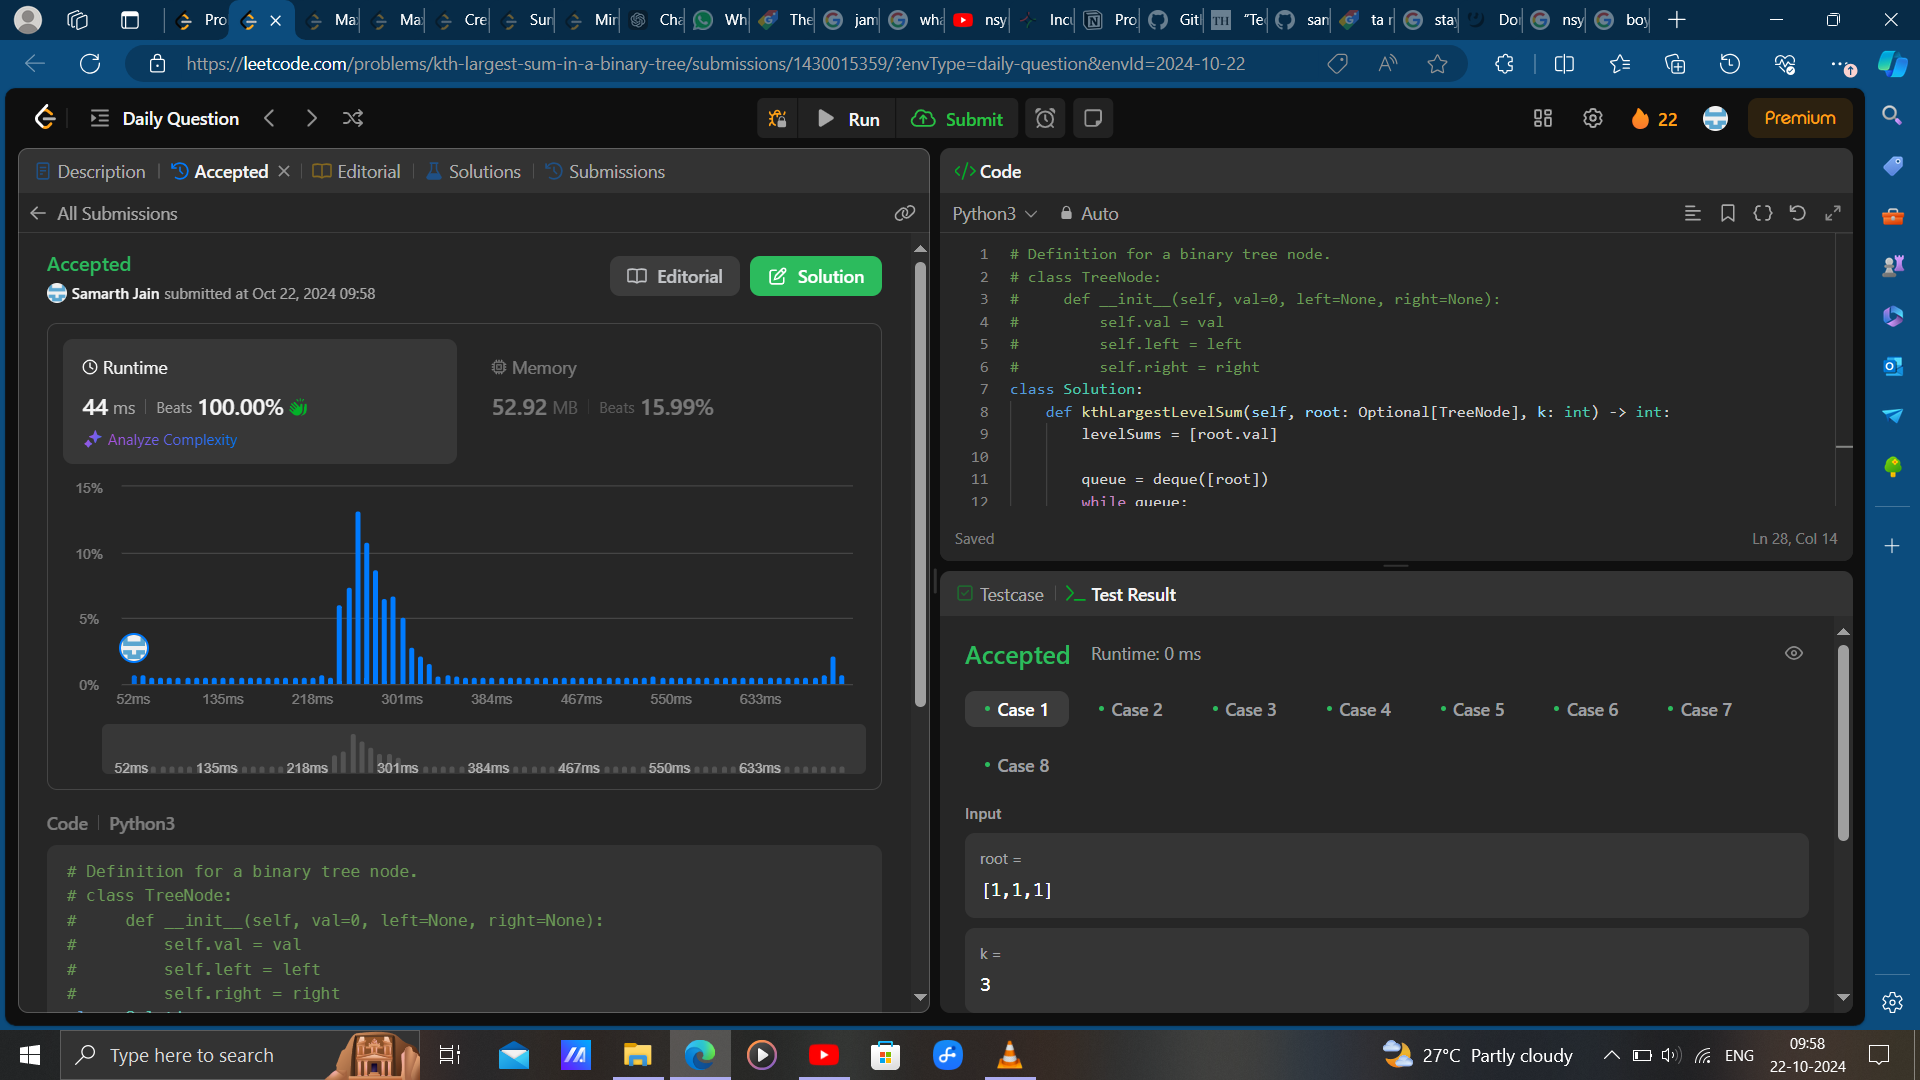 Pro
Ma
Ma
Cre
Sun
Min
Cha
Wh
The
jam
wha
nsy
Inc
Pro
Git
"Te
san
ta r
sta
Do
nsy
boy
https://leetcode.com/problems/kth-largest-sum-in-a-binary-tree/submissions/1430015359/?envType=daily-question&envId=2024-10-22
Daily Question
Run
Submit
22
Premium
Description
Accepted
Editorial
Solutions
Submissions
All Submissions
Accepted
Samarth Jain submitted at Oct 22, 2024 09:58
Editorial
Solution
Runtime
44 ms
Beats 100.00%
Analyze Complexity
Memory
52.92 MB
Beats 15.99%
15%
10%
5%
0%
52ms 135ms 218ms 301ms 384ms 467ms 550ms 633ms
52ms 135ms 218ms 301ms 384ms 467ms 550ms 633ms
Code
Python3
# Definition for a binary tree node.
# class TreeNode:
#     def __init__(self, val=0, left=None, right=None):
#         self.val = val
#         self.left = left
#         self.right = right
Code
Python3
Auto
1 # Definition for a binary tree node.
2 # class TreeNode:
3 #     def __init__(self, val=0, left=None, right=None):
4 #         self.val = val
5 #         self.left = left
6 #         self.right = right
7 class Solution:
8     def kthLargestLevelSum(self, root: Optional[TreeNode], k: int) -> int:
9         levelSums = [root.val]
10
11         queue = deque([root])
12         while queue:
Saved
Ln 28, Col 14
Testcase
Test Result
Accepted
Runtime: 0 ms
Case 1
Case 2
Case 3
Case 4
Case 5
Case 6
Case 7
Case 8
Input
root =
[1,1,1]
k =
3
Type here to search
27°C Partly cloudy
ENG
09:58
22-10-2024